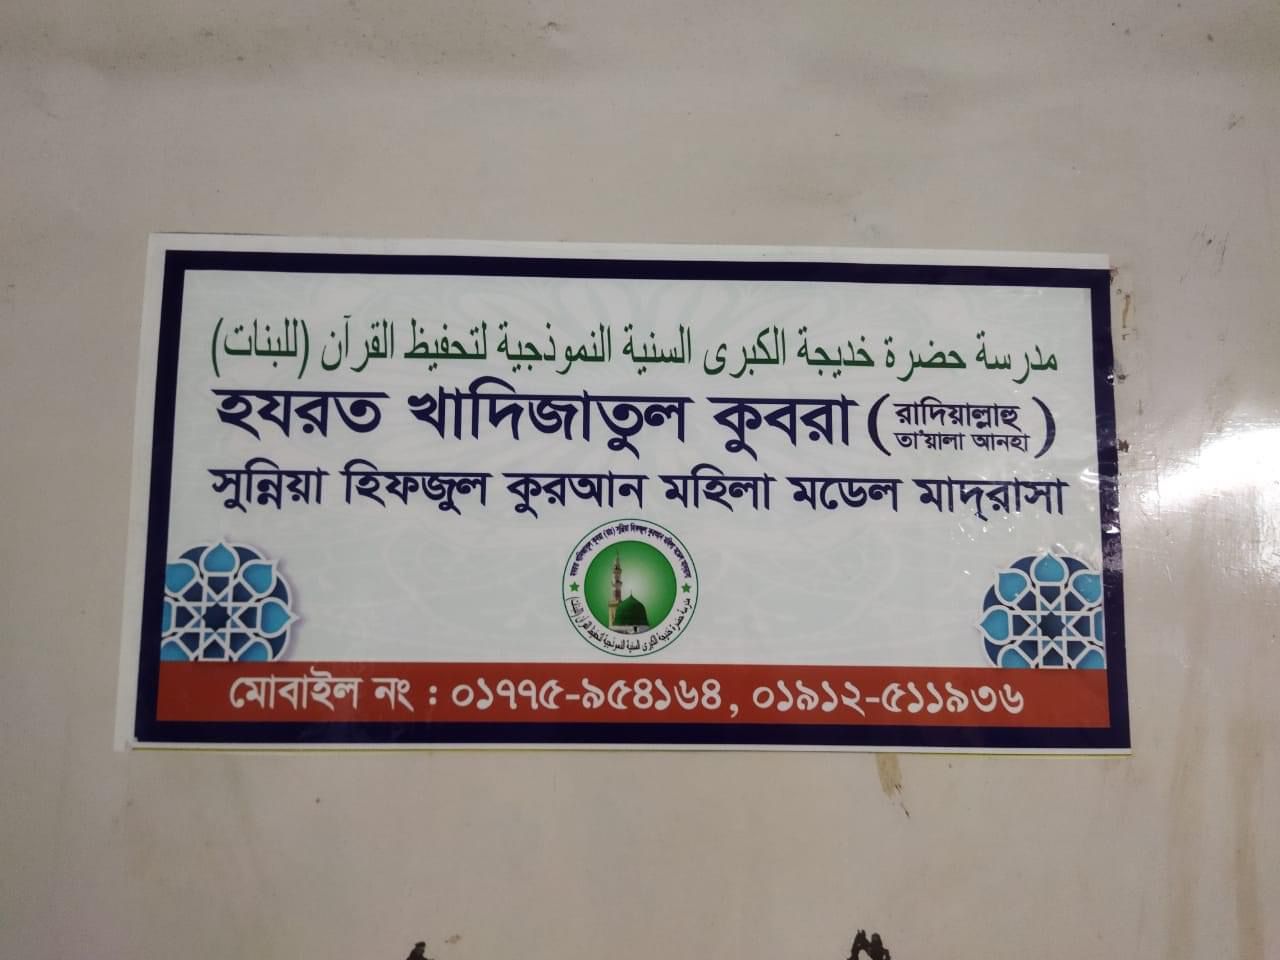 مدرسة حضرة خديجة الكبرى السنية النموذجية لتحفيظ القرآن (للبنات)
হযরত খাদিজাতুল কুবরা (রাদিয়াল্লাহু তা'য়ালা আনহা)
সুন্নিয়া হিফজুল কুরআন মহিলা মডেল মাদ্‌রাসা
মোবাইল নং : ০১৭৭৫-৯৫৪১৬৪, ০১৯১২-৫১১৯৩৬